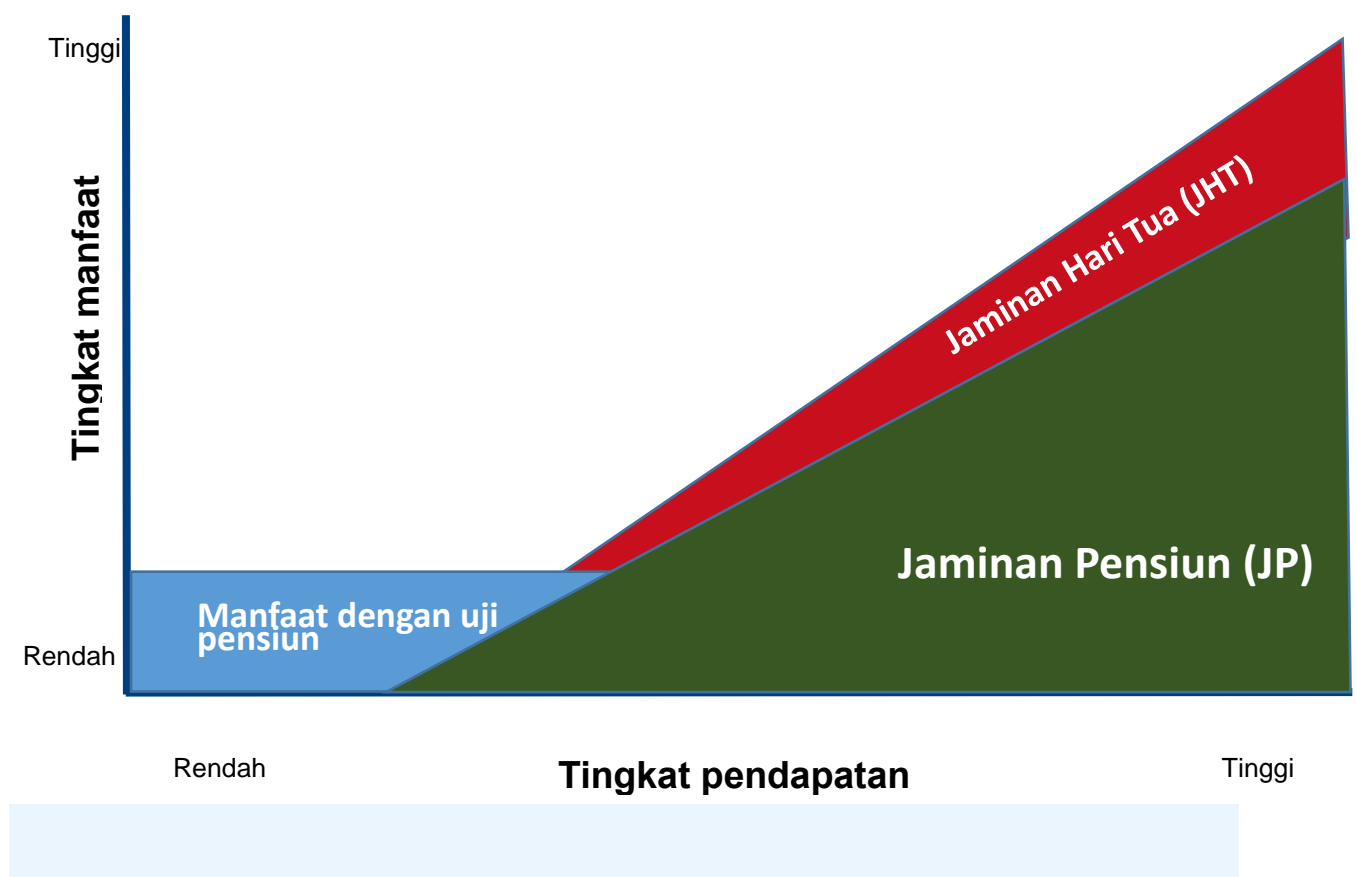 Tinggi
Tingkat manfaat
Jaminan Hari Tua (JHT)
Jaminan Pensiun (JP)
Manfaat dengan uji
pensiun
Rendah
Rendah
Tingkat pendapatan
Tinggi